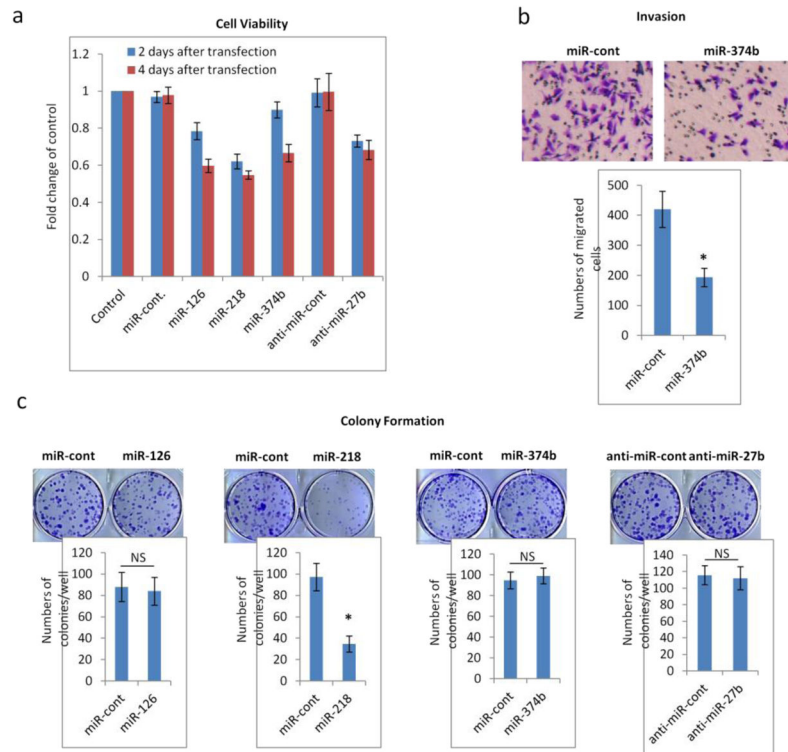 a
Cell Viability
2 days after transfection
4 days after transfection
Fold change of control
1.2
1
0.8
0.6
0.4
0.2
0
Control
miR-cont.
miR-126
miR-218
miR-374b
anti-miR-cont
anti-miR-27b
b
Invasion
miR-cont miR-374b
Numbers of migrated
cells
500
400
300
200
100
0
*
miR-cont
miR-374b
c
Colony Formation
miR-cont miR-126
Numbers of
colonies/well
120
100
80
60
40
20
0
NS
miR-cont
miR-126
miR-cont miR-218
Numbers of
colonies/well
120
100
80
60
40
20
0
*
miR-cont
miR-218
miR-cont miR-374b
Numbers of
colonies/well
120
100
80
60
40
20
0
NS
miR-cont
miR-374b
anti-miR-cont anti-miR-27b
Numbers of
colonies/well
140
120
100
80
60
40
20
0
NS
anti-miR-cont
anti-miR-27b